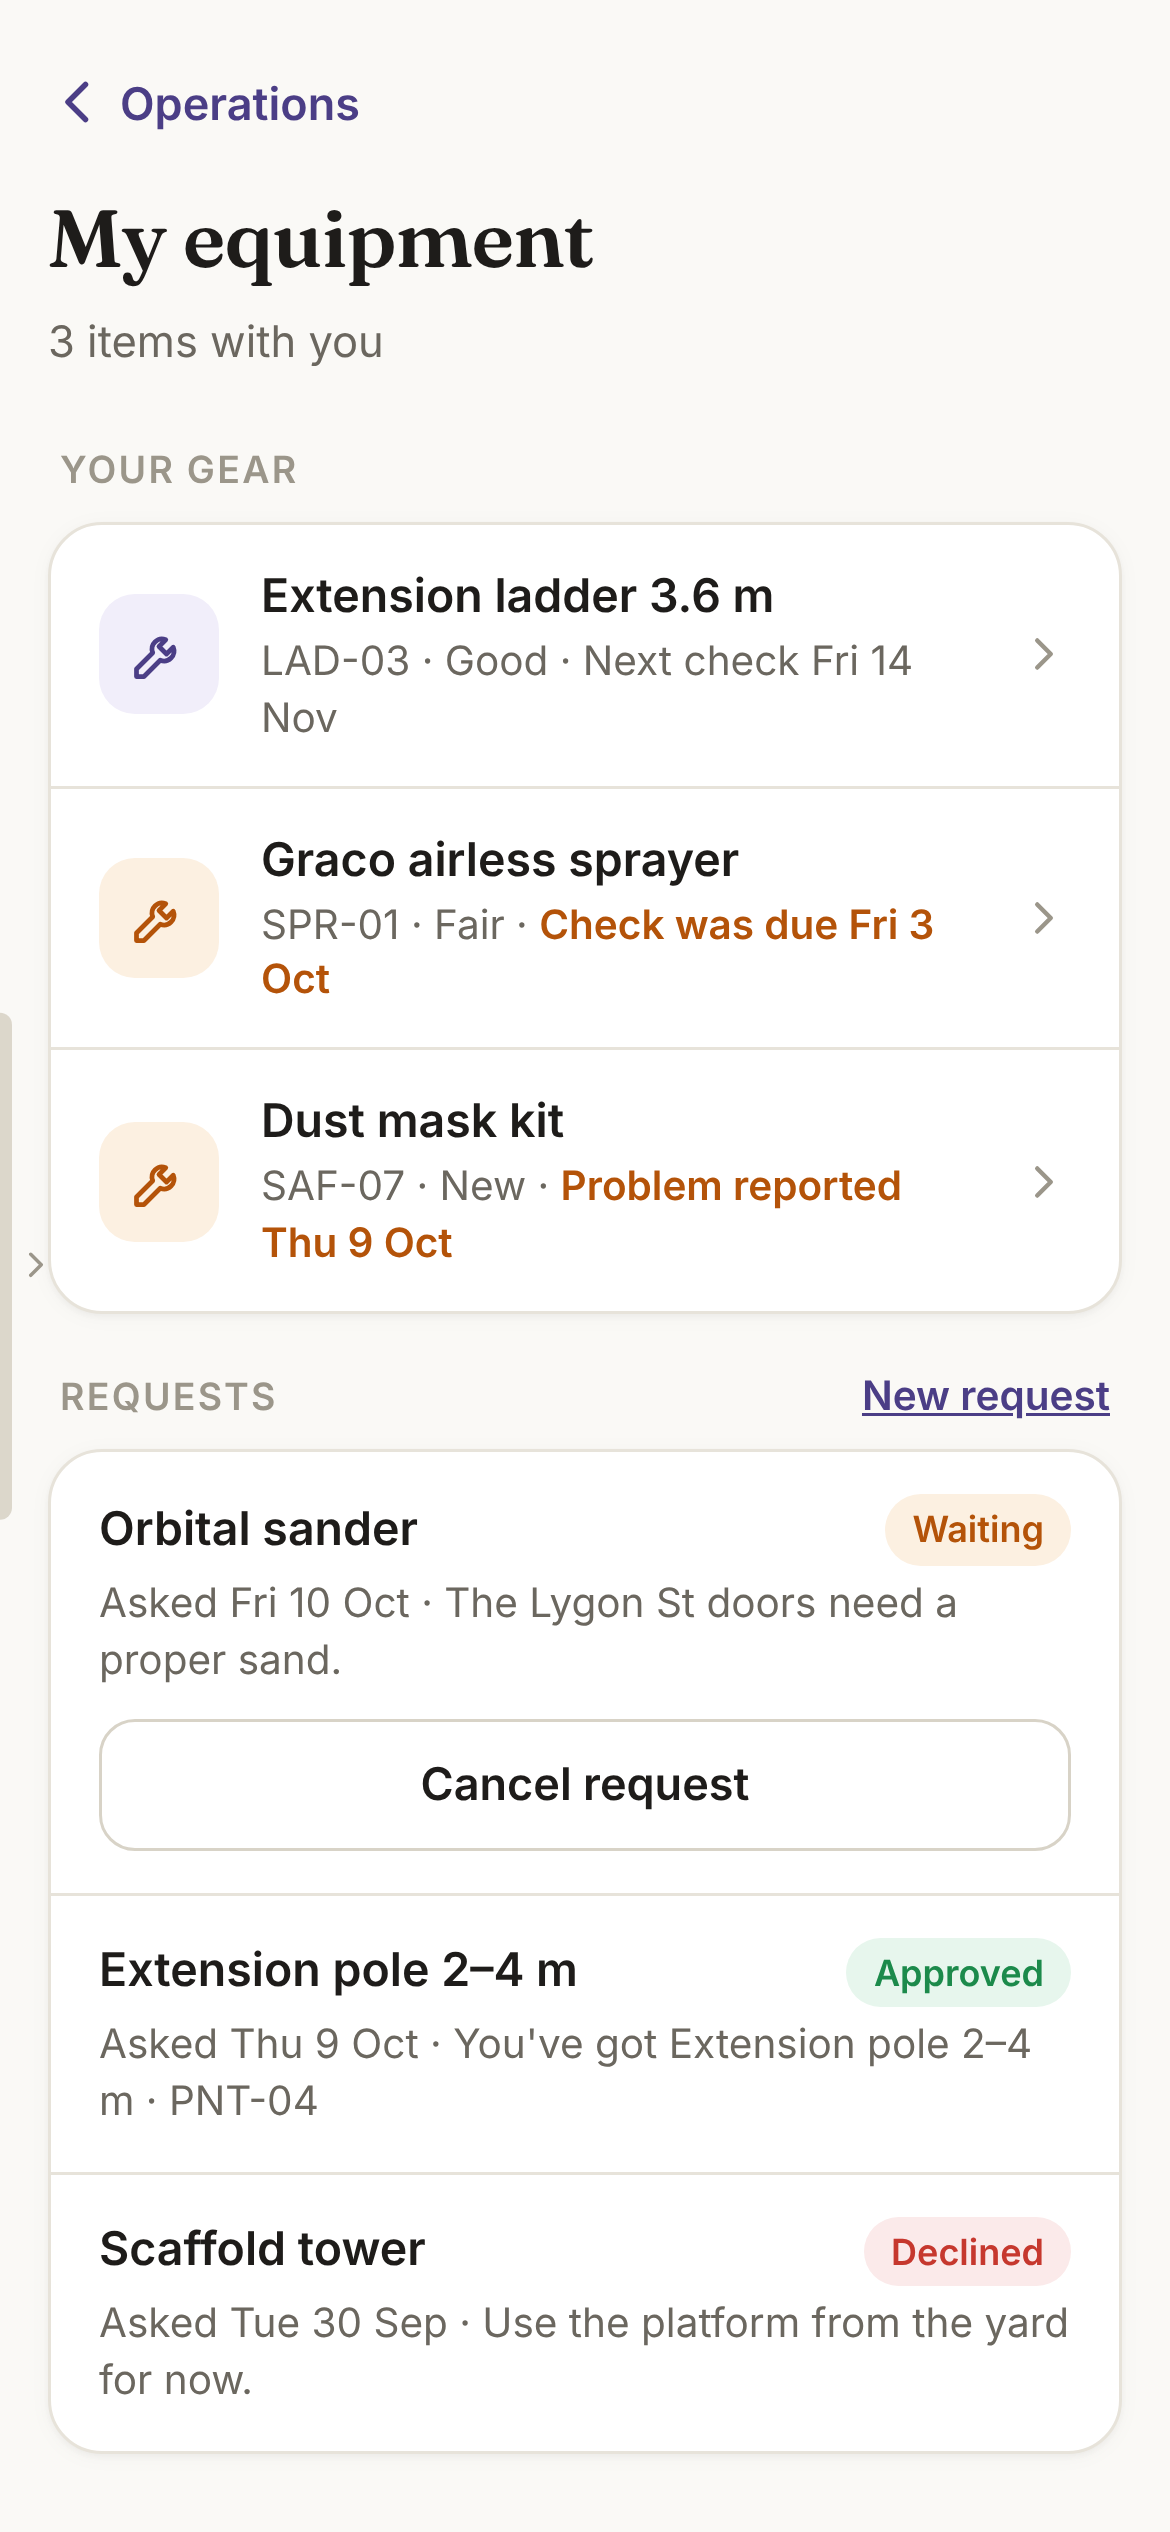 Operations
My equipment
3 items with you
YOUR GEAR
Extension ladder 3.6 m
LAD-03 · Good · Next check Fri 14
Nov
Graco airless sprayer
SPR-01 · Fair · Check was due Fri 3
Oct
Dust mask kit
SAF-07 · New · Problem reported
Thu 9 Oct
REQUESTS
New request
Orbital sander
Waiting
Asked Fri 10 Oct · The Lygon St doors need a
proper sand.
Cancel request
Extension pole 2–4 m
Approved
Asked Thu 9 Oct · You've got Extension pole 2–4
m · PNT-04
Scaffold tower
Declined
Asked Tue 30 Sep · Use the platform from the yard
for now.